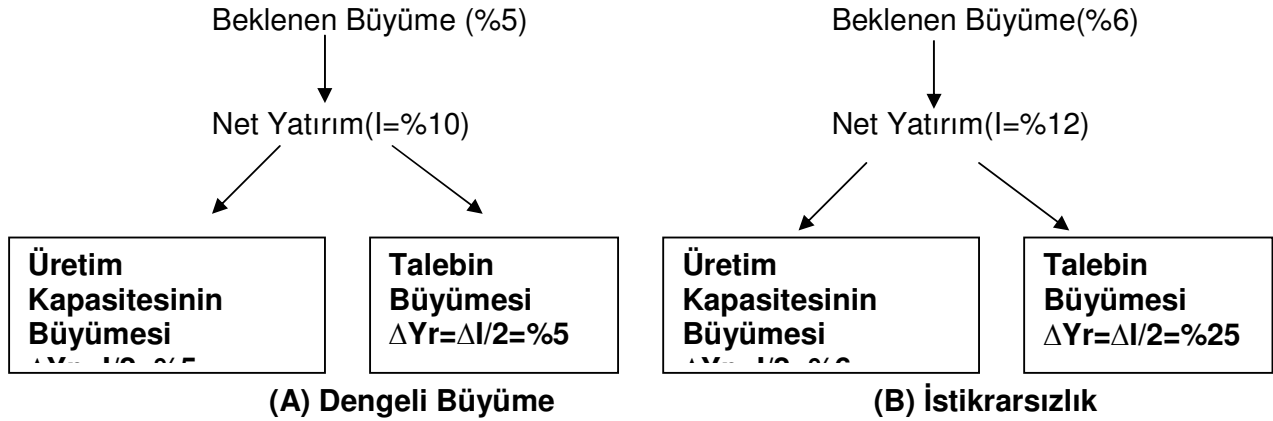 Beklenen Büyüme (%5)
Net Yatırım(I=%10)
Üretim
Kapasitesinin
Büyümesi
Talebin
Büyümesi
∆Yr=∆I/2=%5
(A) Dengeli Büyüme
Beklenen Büyüme(%6)
Net Yatırım(I=%12)
Üretim
Kapasitesinin
Büyümesi
Talebin
Büyümesi
∆Yr=∆I/2=%25
(B) İstikrarsızlık